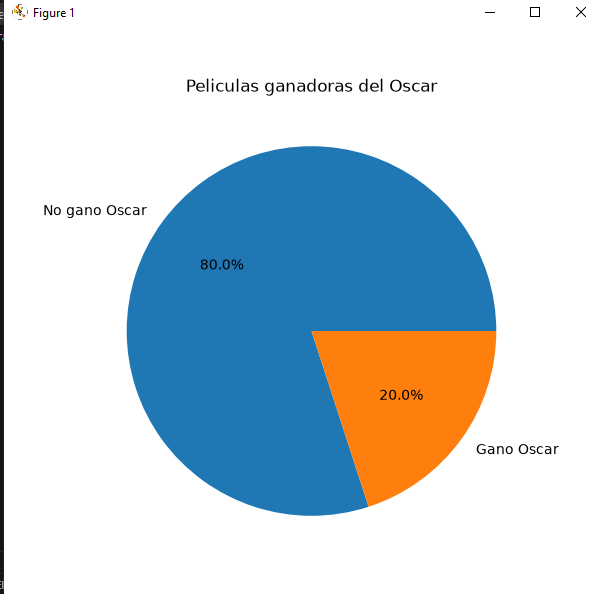 Figure 1
Peliculas ganadoras del Oscar
No gano Oscar
80.0%
20.0%
Gano Oscar